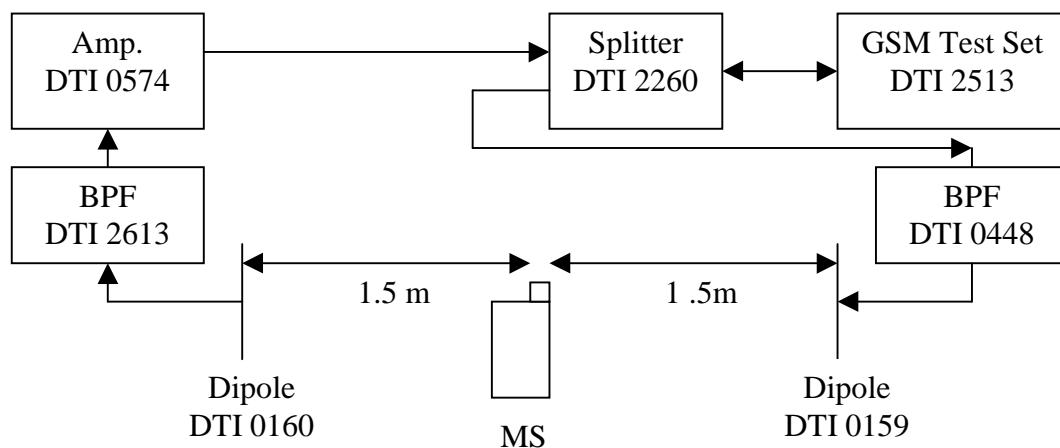 Amp.
DTI 0574
Splitter
DTI 2260
GSM Test Set
DTI 2513
BPF
DTI 2613
BPF
DTI 0448
1.5 m
1 .5m
Dipole
DTI 0160
MS
Dipole
DTI 0159